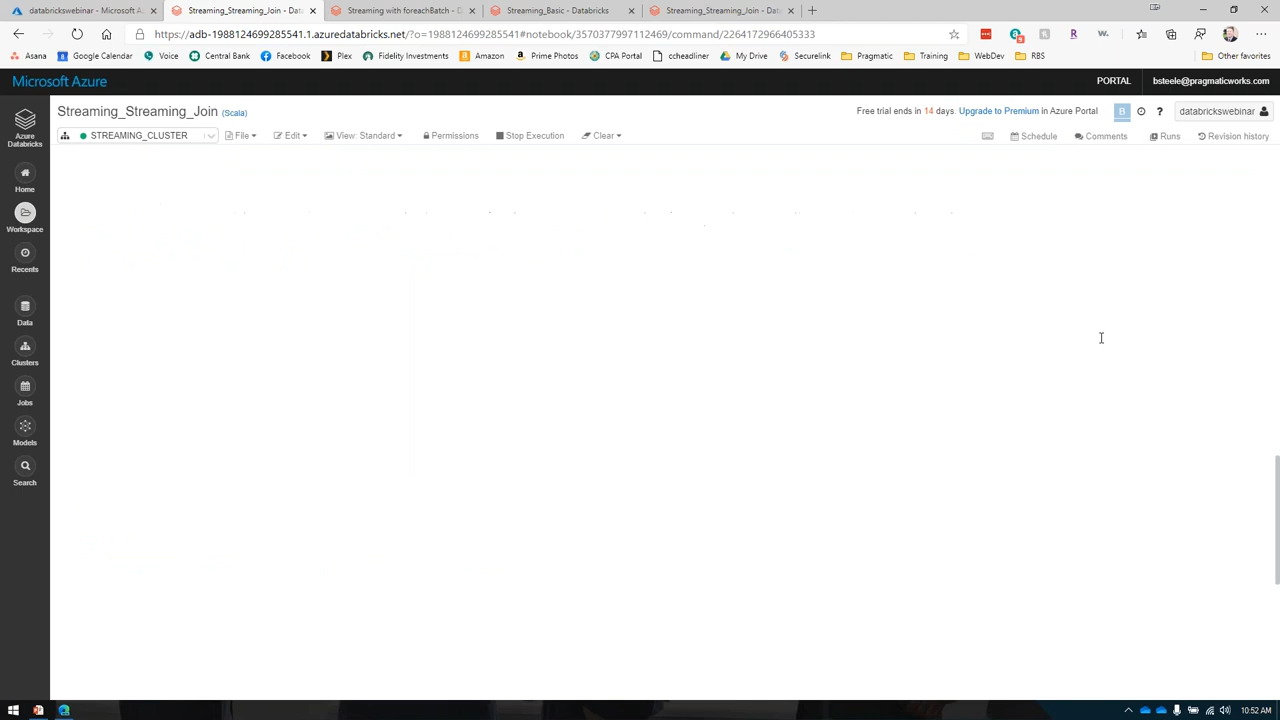 databrickswebinar - Microsoft A
Streaming_Streaming_Join - Dat
Streaming with foreachBatch - D
Streaming_Basic - Databricks
Streaming_Streaming_Join - Dat
https://adb-1988124699285541.1.azuredatabricks.net/?o=1988124699285541#notebook/3570377997112469/command/2264172966405333
Asana
Google Calendar
Voice
Central Bank
Facebook
Plex
Fidelity Investments
Amazon
Prime Photos
CPA Portal
ccheadliner
My Drive
Securelink
Pragmatic
Training
WebDev
RBS
Other favorites
Microsoft Azure
PORTAL
bsteele@pragmaticworks.com
Azure
Databricks
Home
Workspace
Recents
Data
Clusters
Jobs
Models
Search
Streaming_Streaming_Join (Scala)
Free trial ends in 14 days. Upgrade to Premium in Azure Portal
B
?
databrickswebinar
STREAMING_CLUSTER
File
Edit
View: Standard
Permissions
Stop Execution
Clear
Schedule
Comments
Runs
Revision history
10:52 AM